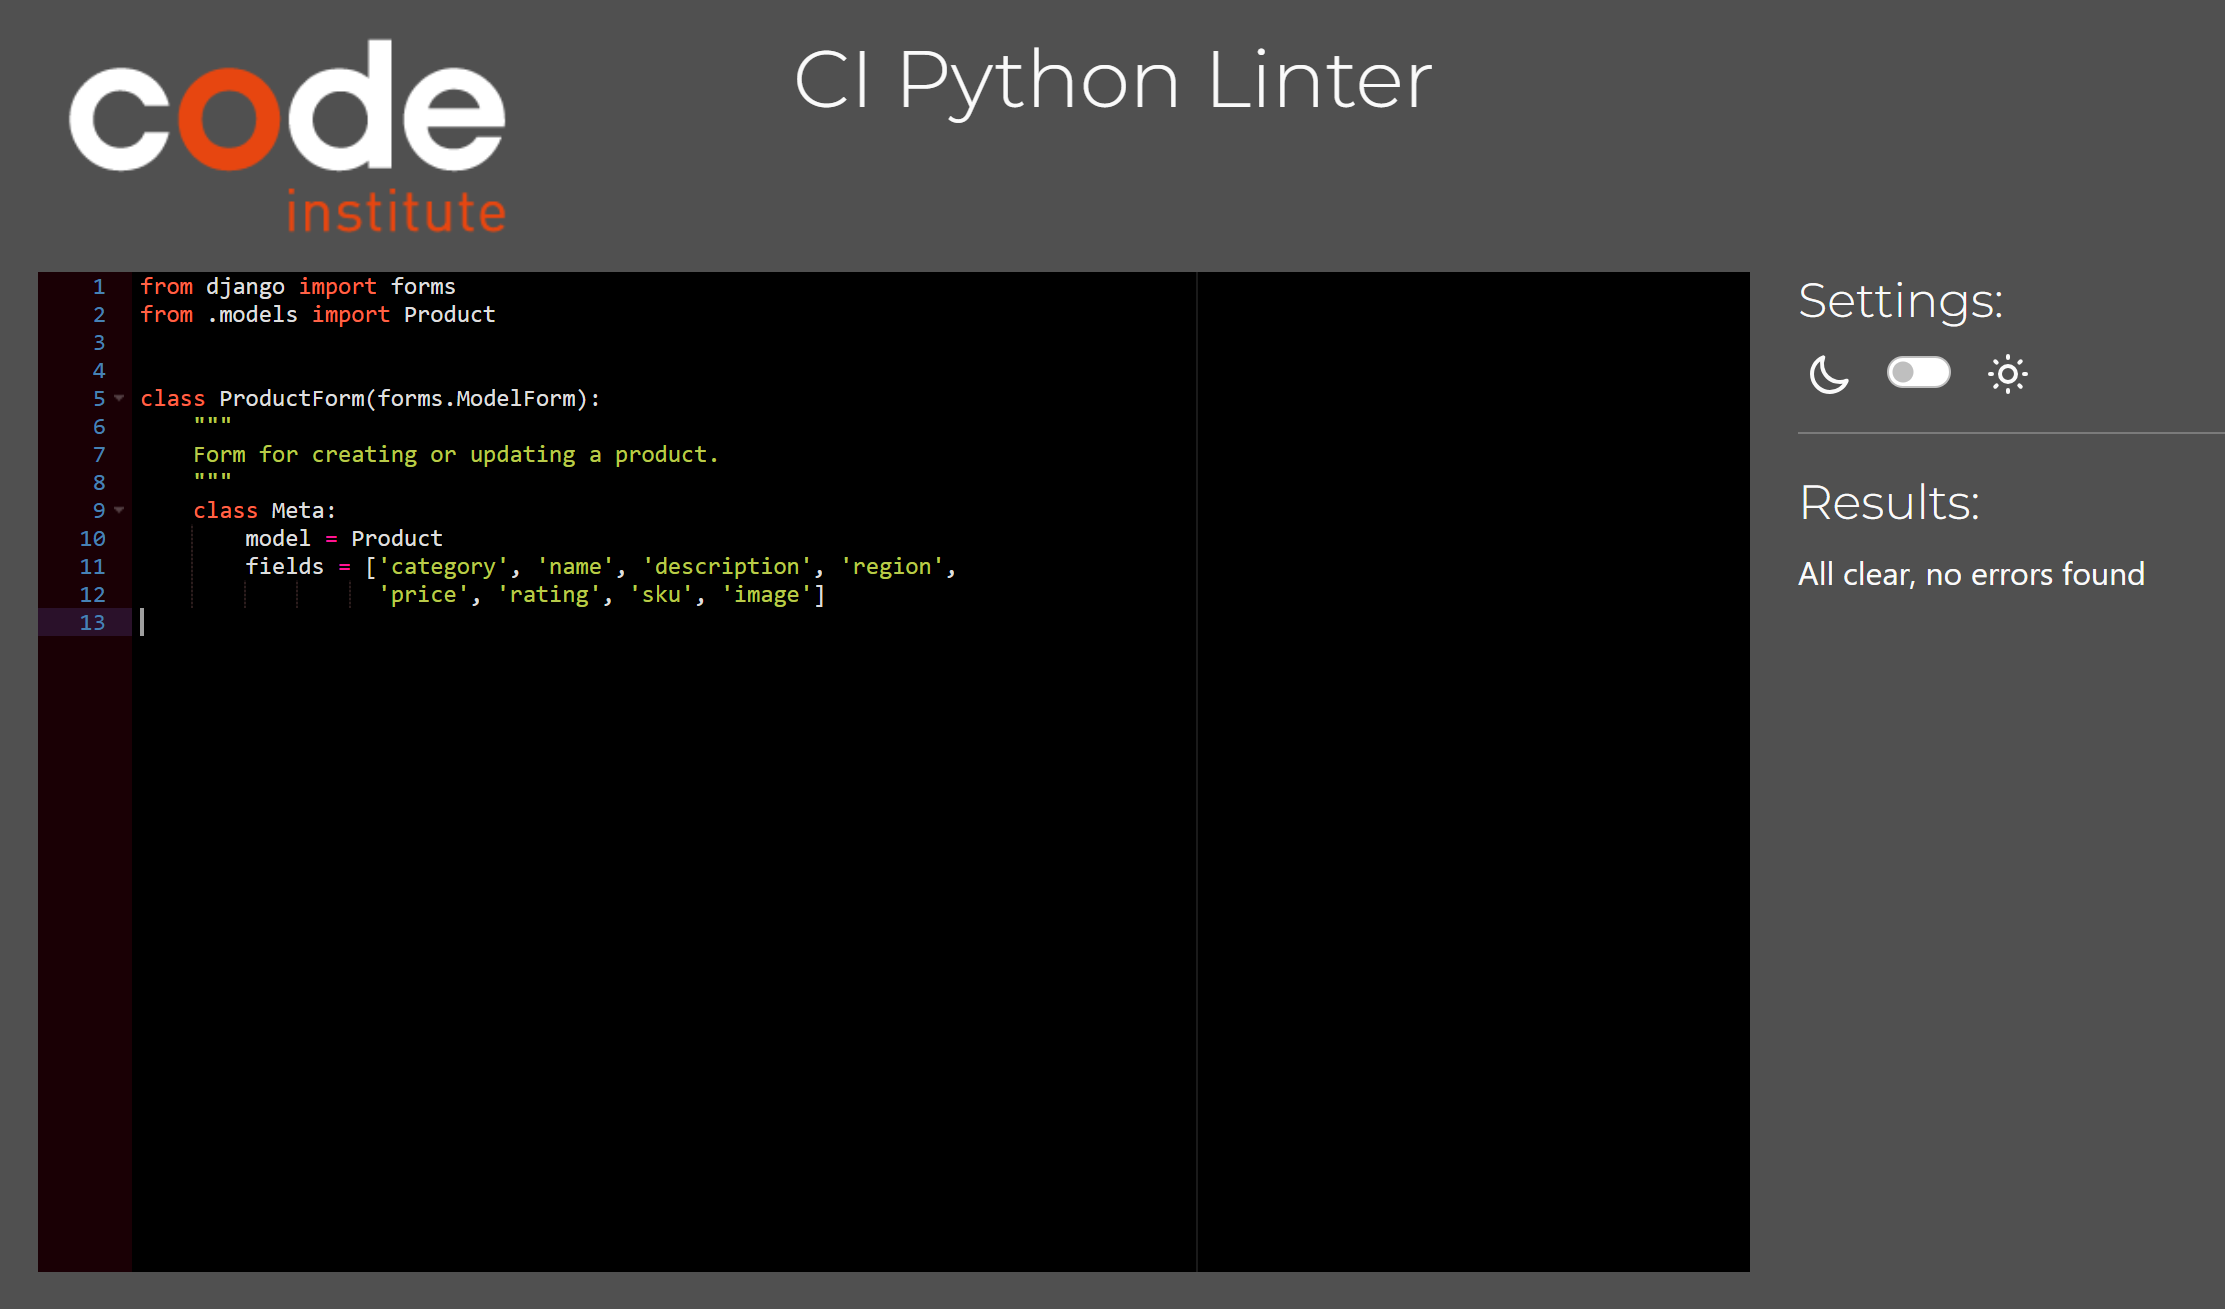 code
institute
CI Python Linter
1 from django import forms
2 from .models import Product
3
4
5 class ProductForm(forms.ModelForm):
6     """
7     Form for creating or updating a product.
8     """
9     class Meta:
10         model = Product
11         fields = ['category', 'name', 'description', 'region',
12                   'price', 'rating', 'sku', 'image']
13
Settings:
Results:
All clear, no errors found